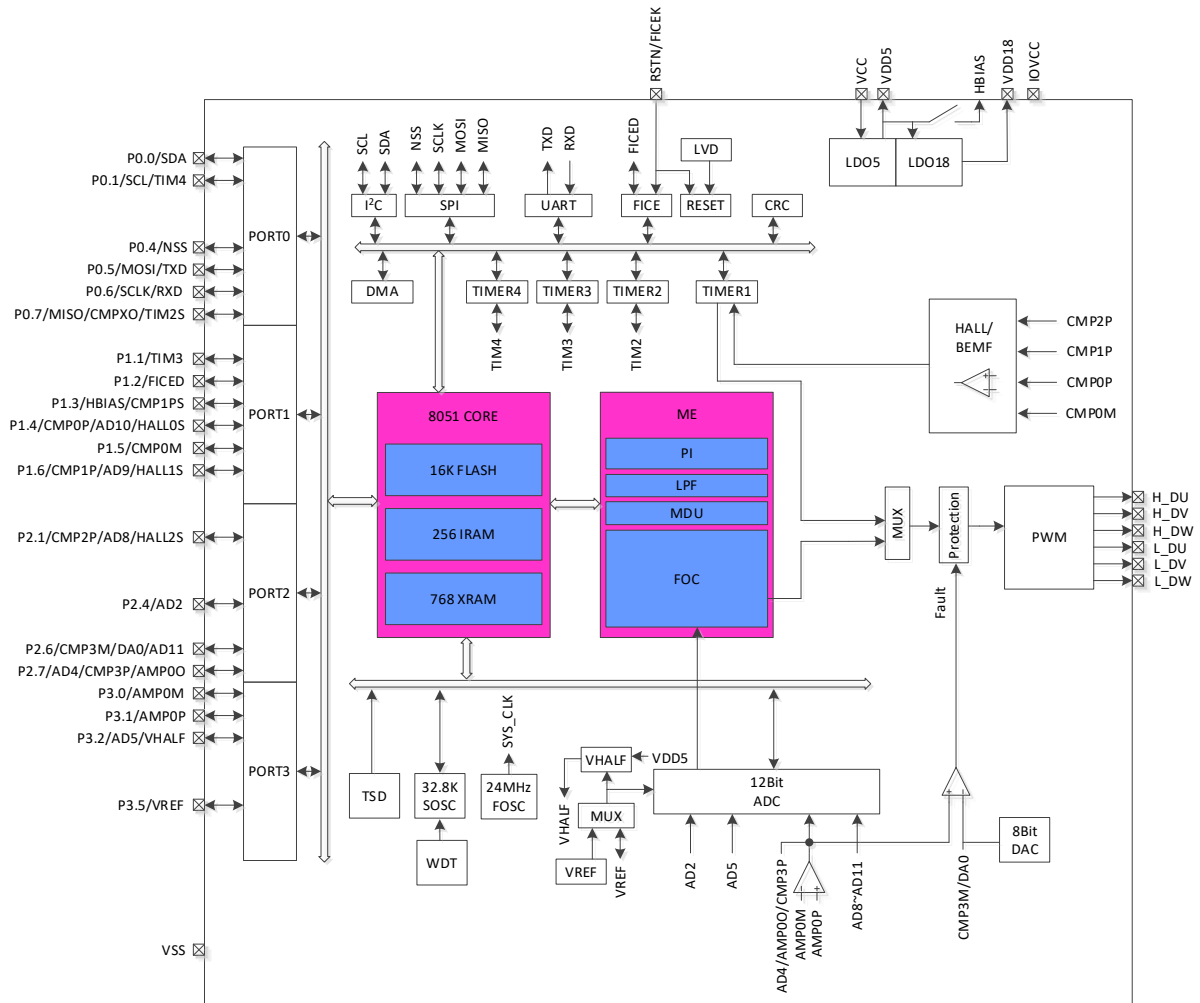 RSTN/FICEK
VCC
VDD5
HBIAS
VDD18
IOVCC
P0.0/SDA
P0.1/SCL/TIM4
P0.4/NSS
P0.5/MOSI/TXD
P0.6/SCLK/RXD
P0.7/MISO/CMPXO/TIM2S
P1.1/TIM3
P1.2/FICED
P1.3/HBIAS/CMP1PS
P1.4/CMP0P/AD10/HALL0S
P1.5/CMP0M
P1.6/CMP1P/AD9/HALL1S
P2.1/CMP2P/AD8/HALL2S
P2.4/AD2
P2.6/CMP3M/DA0/AD11
P2.7/AD4/CMP3P/AMP0O
P3.0/AMP0M
P3.1/AMP0P
P3.2/AD5/VHALF
P3.5/VREF
VSS
PORT0
PORT1
PORT2
PORT3
SCL
SDA
NSS
SCLK
MOSI
MISO
TXD
RXD
FICED
LVD
LDO5
LDO18
I²C
SPI
UART
FICE
RESET
CRC
DMA
TIMER4
TIMER3
TIMER2
TIMER1
TIM4
TIM3
TIM2
HALL/
BEMF
CMP2P
CMP1P
CMP0P
CMP0M
8051 CORE
16K FLASH
256 IRAM
768 XRAM
ME
PI
LPF
MDU
FOC
MUX
Protection
Fault
PWM
H_DU
H_DV
H_DW
L_DU
L_DV
L_DW
TSD
32.8K
SOSC
WDT
SYS_CLK
24MHz
FOSC
VHALF
VDD5
VHALF
MUX
VREF
VREF
12Bit
ADC
AD2
AD5
AD4/AMP0O/CMP3P
AMP0M
AMP0P
AD8~AD11
CMP3M/DA0
8Bit
DAC